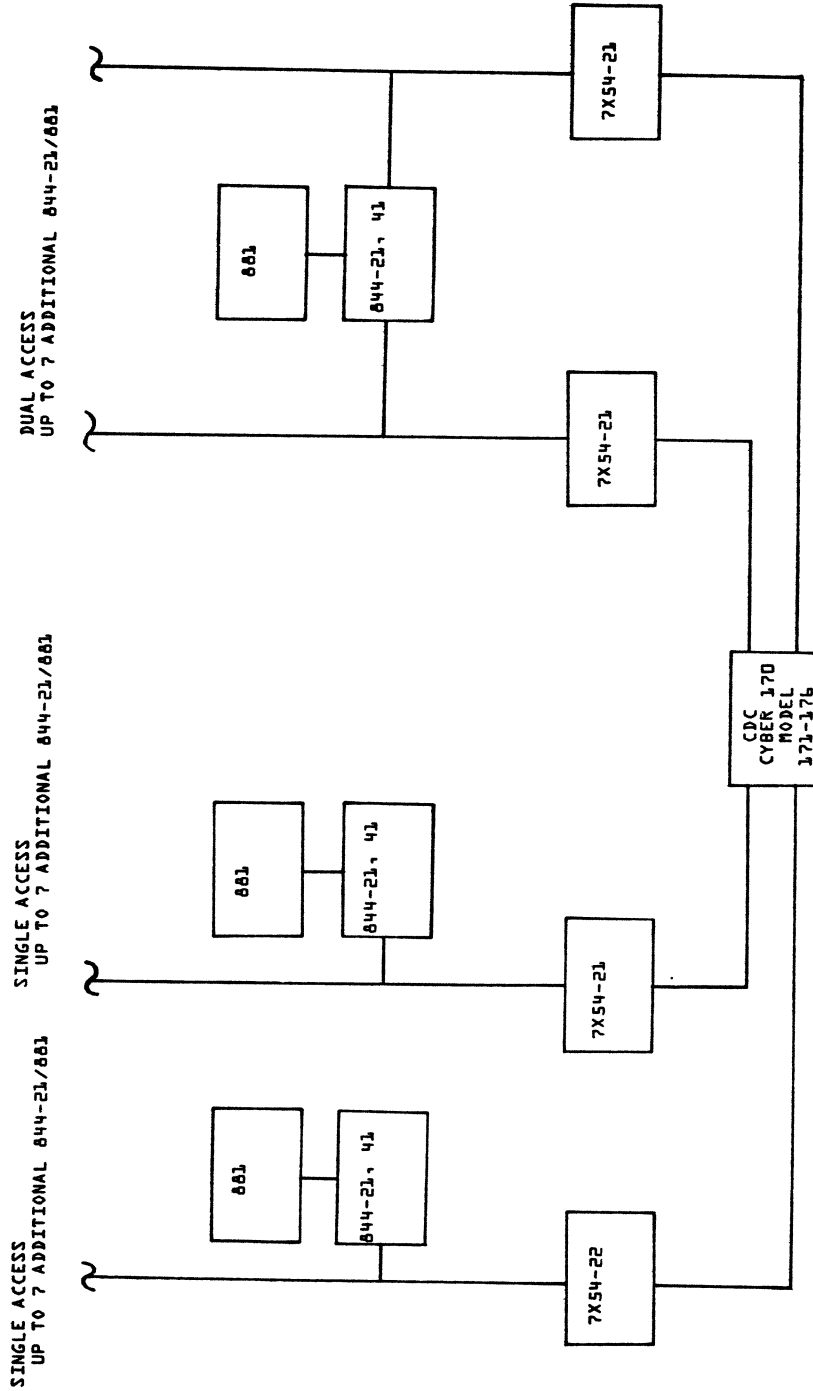 SINGLE ACCESS
UP TO 7 ADDITIONAL 844-21/881
SINGLE ACCESS
UP TO 7 ADDITIONAL 844-21/881
DUAL ACCESS
UP TO 7 ADDITIONAL 844-21/881
881
881
881
844-21, 41
844-21, 41
844-21, 41
7X54-22
7X54-21
7X54-21
7X54-21
CDC
CYBER 170
MODEL
171-176